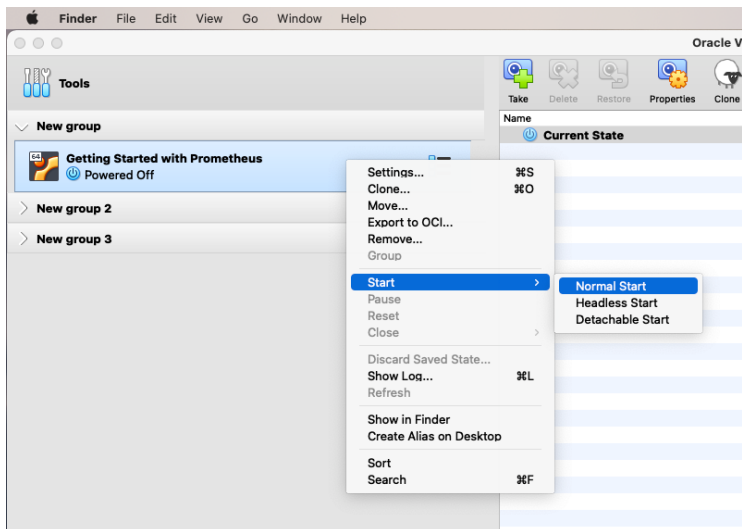 Finder File Edit View Go Window Help
Oracle V
Tools
Take Delete Restore Properties Clone
Name
Current State
New group
64
Getting Started with Prometheus
Powered Off
New group 2
New group 3
Settings... ⌘S
Clone... ⌘O
Move...
Export to OCI...
Remove...
Group
Start
Pause
Reset
Close
Discard Saved State...
Show Log... ⌘L
Refresh
Show in Finder
Create Alias on Desktop
Sort
Search ⌘F
Normal Start
Headless Start
Detachable Start